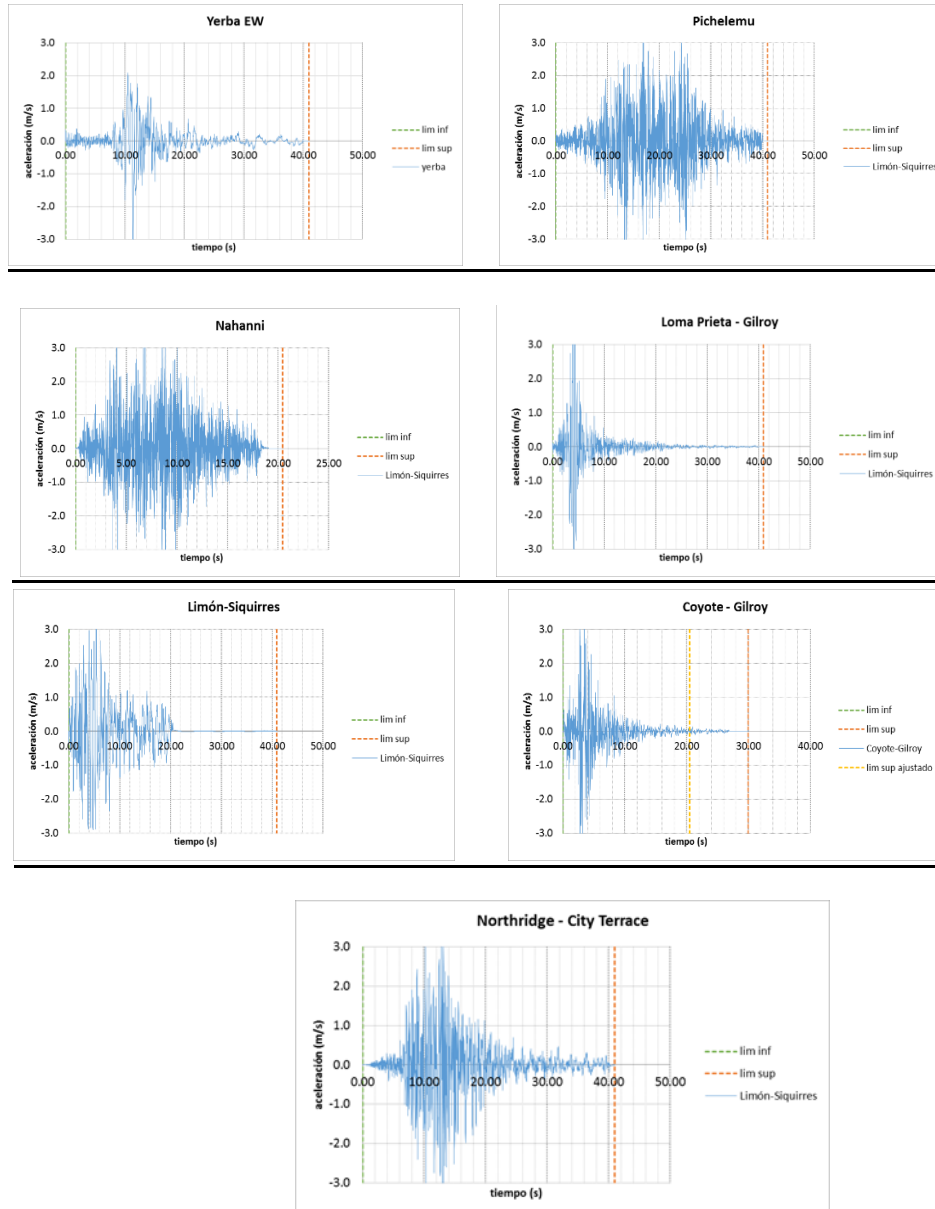 Yerba EW
3.0
2.0
1.0
0.0
-1.0
-2.0
-3.0
0.00 10.00 20.00 30.00 40.00 50.00
aceleración (m/s)
tiempo (s)
lim inf
lim sup
yerba
Pichelemu
3.0
2.0
1.0
0.0
-1.0
-2.0
-3.0
0.00 10.00 20.00 30.00 40.00 50.00
aceleración (m/s)
tiempo (s)
lim inf
lim sup
Limón-Siquirres
Nahanni
3.0
2.0
1.0
0.0
-1.0
-2.0
-3.0
0.00 5.00 10.00 15.00 20.00 25.00
aceleración (m/s)
tiempo (s)
lim inf
lim sup
Limón-Siquirres
Loma Prieta - Gilroy
3.0
2.0
1.0
0.0
-1.0
-2.0
-3.0
0.00 10.00 20.00 30.00 40.00 50.00
aceleración (m/s)
tiempo (s)
lim inf
lim sup
Limón-Siquirres
Limón-Siquirres
3.0
2.0
1.0
0.0
-1.0
-2.0
-3.0
0.00 10.00 20.00 30.00 40.00 50.00
aceleración (m/s)
tiempo (s)
lim inf
lim sup
Limón-Siquirres
Coyote - Gilroy
3.0
2.0
1.0
0.0
-1.0
-2.0
-3.0
0.00 10.00 20.00 30.00 40.00
aceleración (m/s)
tiempo (s)
lim inf
lim sup
Coyote-Gilroy
lim sup ajustado
Northridge - City Terrace
3.0
2.0
1.0
0.0
-1.0
-2.0
-3.0
0.00 10.00 20.00 30.00 40.00 50.00
aceleración (m/s)
tiempo (s)
lim inf
lim sup
Limón-Siquirres